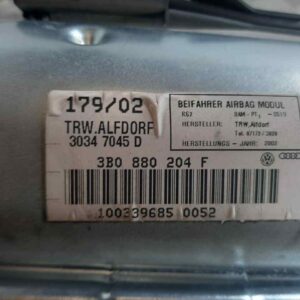 179/02
TRW.ALFDORF
3034 7045 D
3B0 880 204 F
100339685 0052
BEIFAHRER AIRBAG MODUL
HERSTELLER: TRW.Alfdorf
HERSTELLUNGS - JAHR: 2002